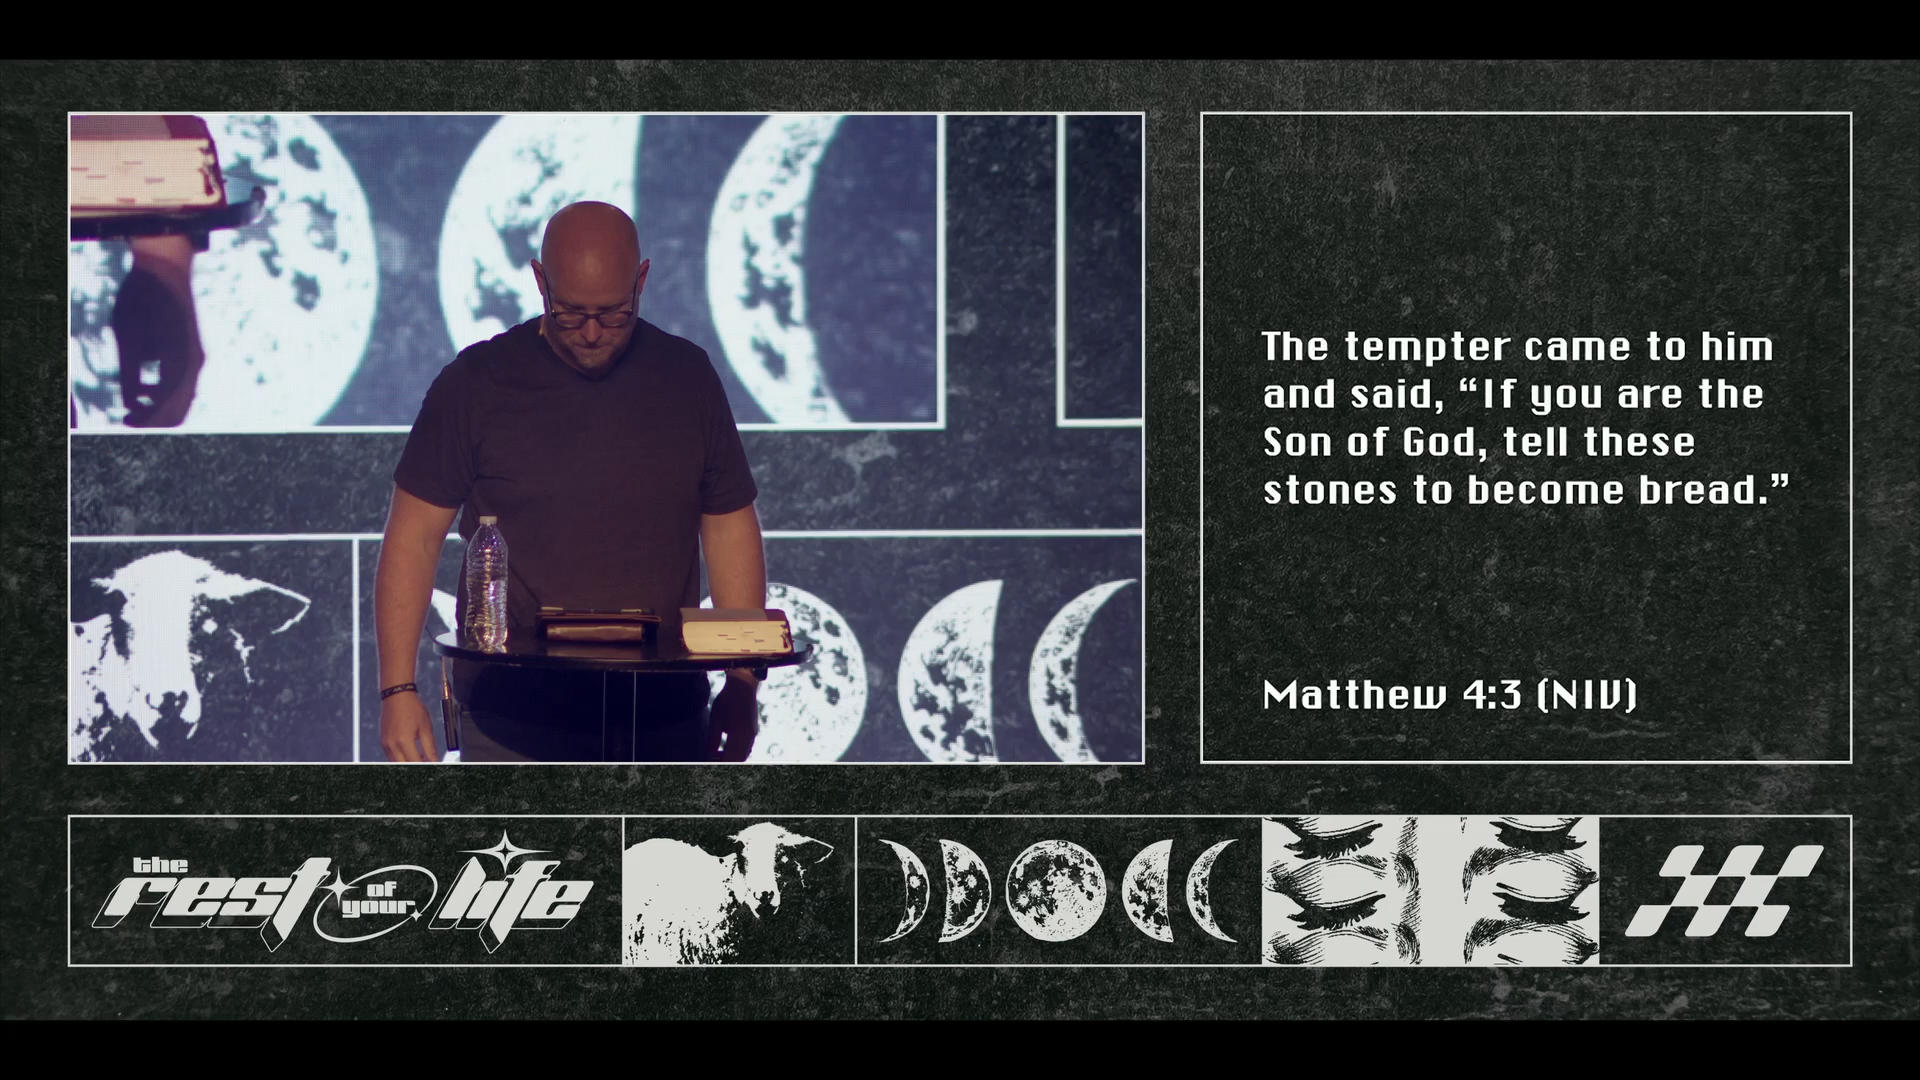 The tempter came to him
and said, “If you are the
Son of God, tell these
stones to become bread.”
Matthew 4:3 (NIV)
the
rest of your life